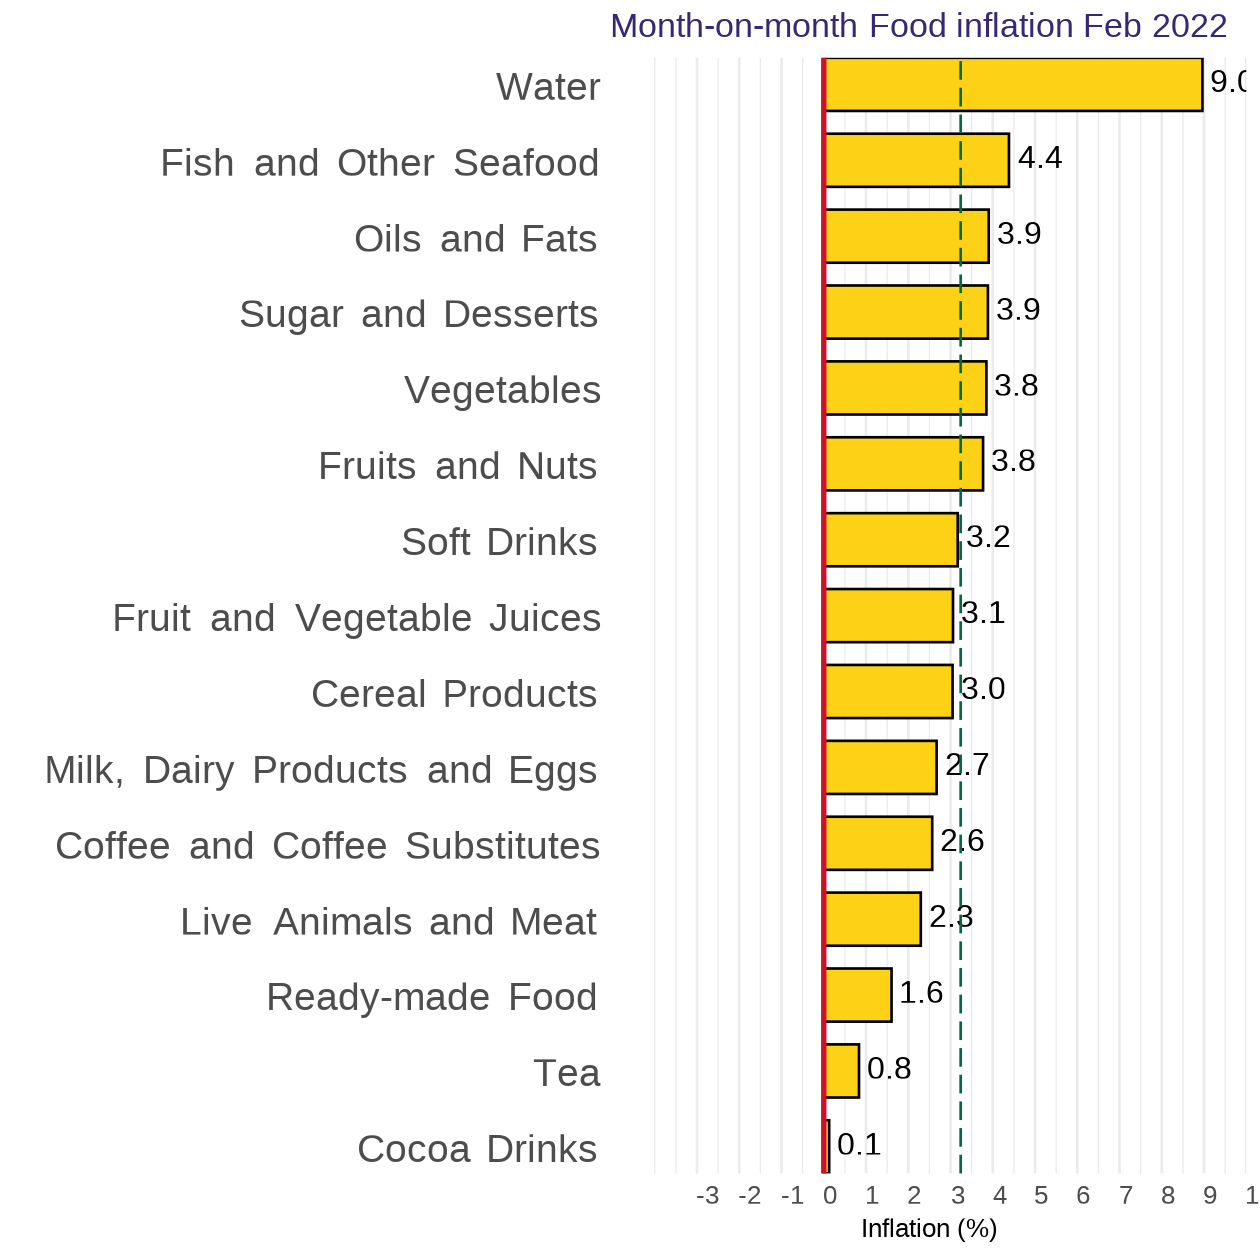 Month-on-month Food inflation Feb 2022
Water 9.0
Fish and Other Seafood 4.4
Oils and Fats 3.9
Sugar and Desserts 3.9
Vegetables 3.8
Fruits and Nuts 3.8
Soft Drinks 3.2
Fruit and Vegetable Juices 3.1
Cereal Products 3.0
Milk, Dairy Products and Eggs 2.7
Coffee and Coffee Substitutes 2.6
Live Animals and Meat 2.3
Ready-made Food 1.6
Tea 0.8
Cocoa Drinks 0.1
-3 -2 -1 0 1 2 3 4 5 6 7 8 9 1
Inflation (%)